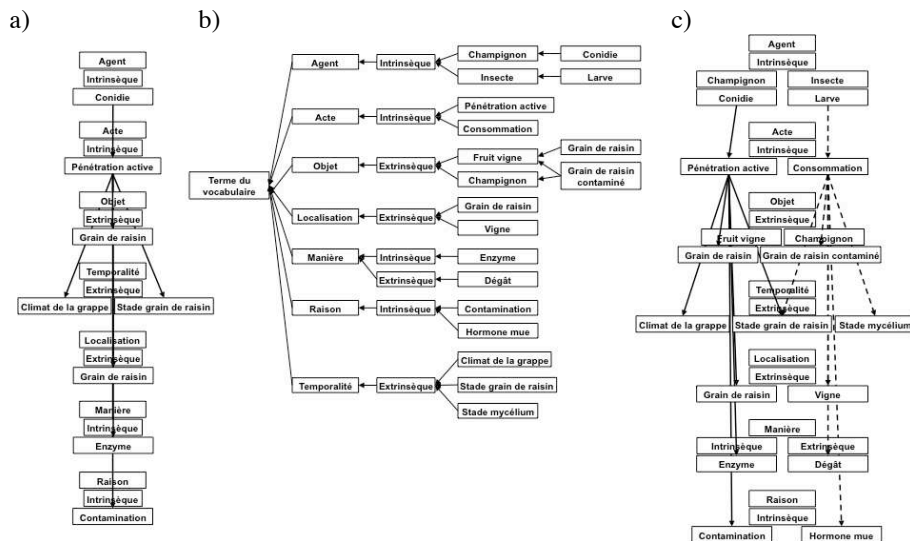 a)
Agent
Intrinsèque
Conidie
Acte
Intrinsèque
Pénétration active
Objet
Extrinsèque
Grain de raisin
Temporalité
Extrinsèque
Climat de la grappe Stade grain de raisin
Localisation
Extrinsèque
Grain de raisin
Manière
Intrinsèque
Enzyme
Raison
Intrinsèque
Contamination
b)
Terme du
vocabulaire
Agent Intrinsèque Champignon Conidie
Insecte Larve
Acte Intrinsèque Pénétration active
Consommation
Objet Extrinsèque Fruit vigne Grain de raisin
Champignon Grain de raisin
contaminé
Localisation Extrinsèque Grain de raisin
Vigne
Manière Intrinsèque Enzyme
Extrinsèque Dégât
Raison Intrinsèque Contamination
Hormone mue
Temporalité Extrinsèque Climat de la grappe
Stade grain de raisin
Stade mycélium
c)
Agent
Intrinsèque
Champignon Insecte
Conidie Larve
Acte
Intrinsèque
Pénétration active Consommation
Objet
Extrinsèque
Fruit vigne Champignon
Grain de raisin Grain de raisin contaminé
Temporalité
Extrinsèque
Climat de la grappe Stade grain de raisin Stade mycélium
Localisation
Extrinsèque
Grain de raisin Vigne
Manière
Intrinsèque Extrinsèque
Enzyme Dégât
Raison
Intrinsèque
Contamination Hormone mue